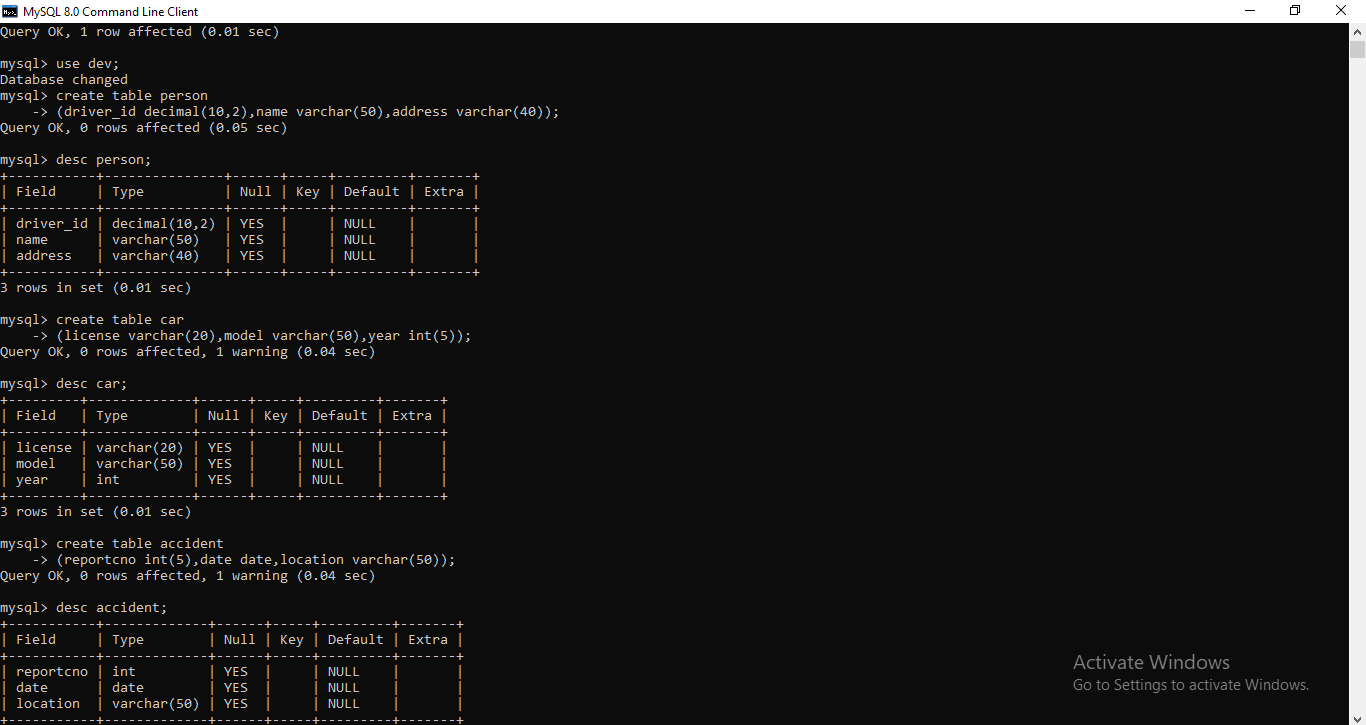 MySQL 8.0 Command Line Client
Query OK, 1 row affected (0.01 sec)

mysql> use dev;
Database changed
mysql> create table person
    -> (driver_id decimal(10,2),name varchar(50),address varchar(40));
Query OK, 0 rows affected (0.05 sec)

mysql> desc person;
+-----------+---------------+------+-----+---------+-------+
| Field     | Type          | Null | Key | Default | Extra |
+-----------+---------------+------+-----+---------+-------+
| driver_id | decimal(10,2) | YES  |     | NULL    |       |
| name      | varchar(50)   | YES  |     | NULL    |       |
| address   | varchar(40)   | YES  |     | NULL    |       |
+-----------+---------------+------+-----+---------+-------+
3 rows in set (0.01 sec)

mysql> create table car
    -> (license varchar(20),model varchar(50),year int(5));
Query OK, 0 rows affected, 1 warning (0.04 sec)

mysql> desc car;
+---------+-------------+------+-----+---------+-------+
| Field   | Type        | Null | Key | Default | Extra |
+---------+-------------+------+-----+---------+-------+
| license | varchar(20) | YES  |     | NULL    |       |
| model   | varchar(50) | YES  |     | NULL    |       |
| year    | int         | YES  |     | NULL    |       |
+---------+-------------+------+-----+---------+-------+
3 rows in set (0.01 sec)

mysql> create table accident
    -> (reportcno int(5),date date,location varchar(50));
Query OK, 0 rows affected, 1 warning (0.04 sec)

mysql> desc accident;
+-----------+-------------+------+-----+---------+-------+
| Field     | Type        | Null | Key | Default | Extra |
+-----------+-------------+------+-----+---------+-------+
| reportcno | int         | YES  |     | NULL    |       |
| date      | date        | YES  |     | NULL    |       |
| location  | varchar(50) | YES  |     | NULL    |       |
+-----------+-------------+------+-----+---------+-------+
Activate Windows
Go to Settings to activate Windows.